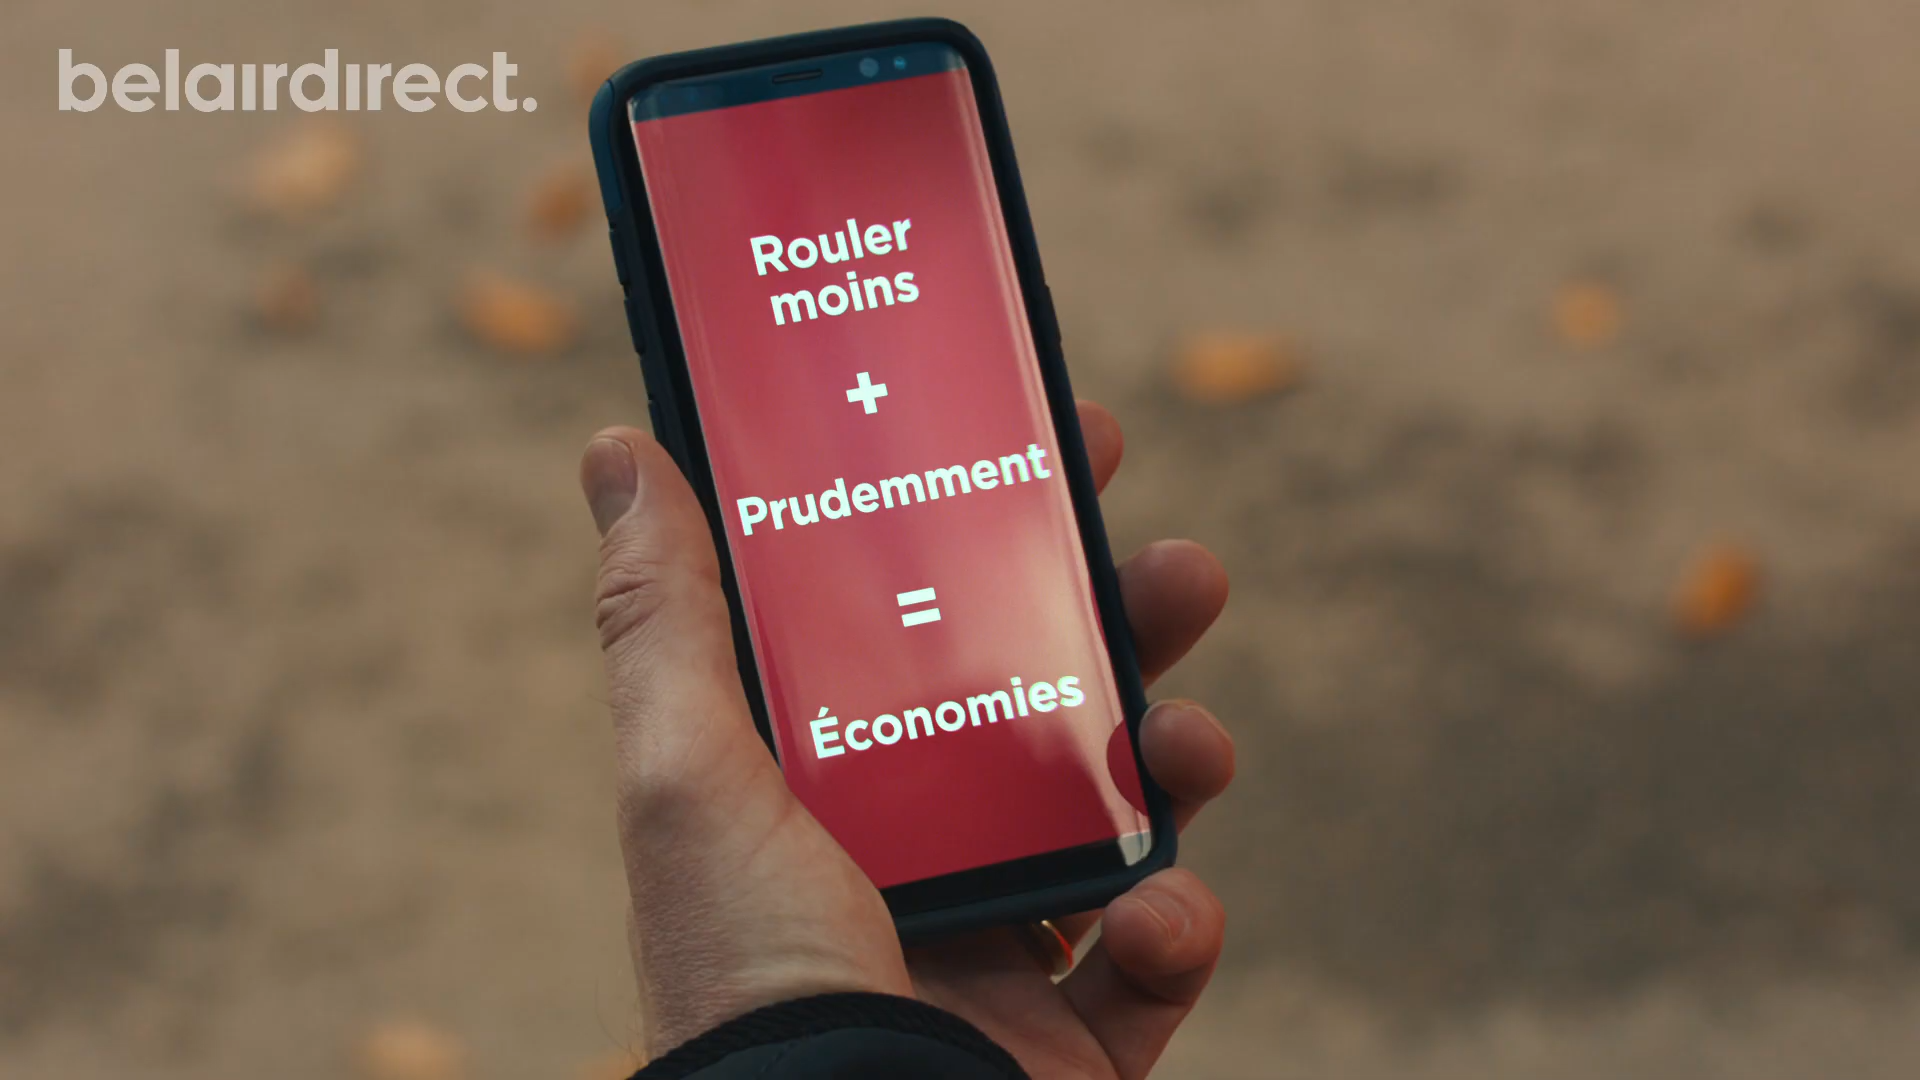 belairdirect.
Rouler
moins
+
Prudemment
=
Économies